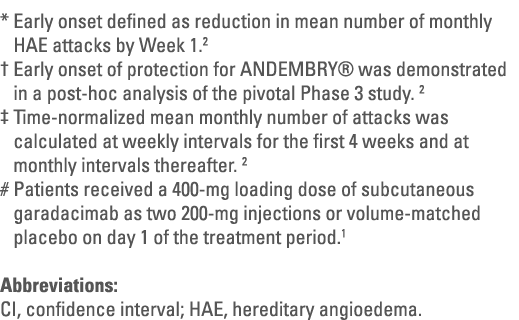 * Early onset defined as reduction in mean number of monthly
HAE attacks by Week 1.²
† Early onset of protection for ANDEMBRY® was demonstrated
in a post-hoc analysis of the pivotal Phase 3 study. ²
‡ Time-normalized mean monthly number of attacks was
calculated at weekly intervals for the first 4 weeks and at
monthly intervals thereafter. ²
# Patients received a 400-mg loading dose of subcutaneous
garadacimab as two 200-mg injections or volume-matched
placebo on day 1 of the treatment period.¹
Abbreviations:
CI, confidence interval; HAE, hereditary angioedema.